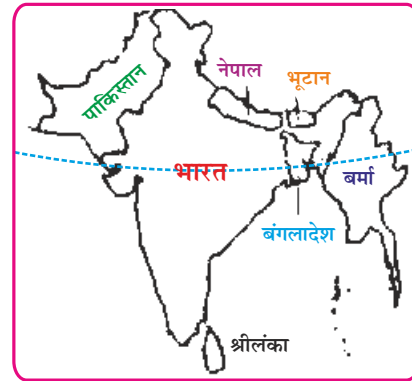 नेपाल
भूटान
पाकिस्तान
भारत
बर्मा
बंगलादेश
श्रीलंका